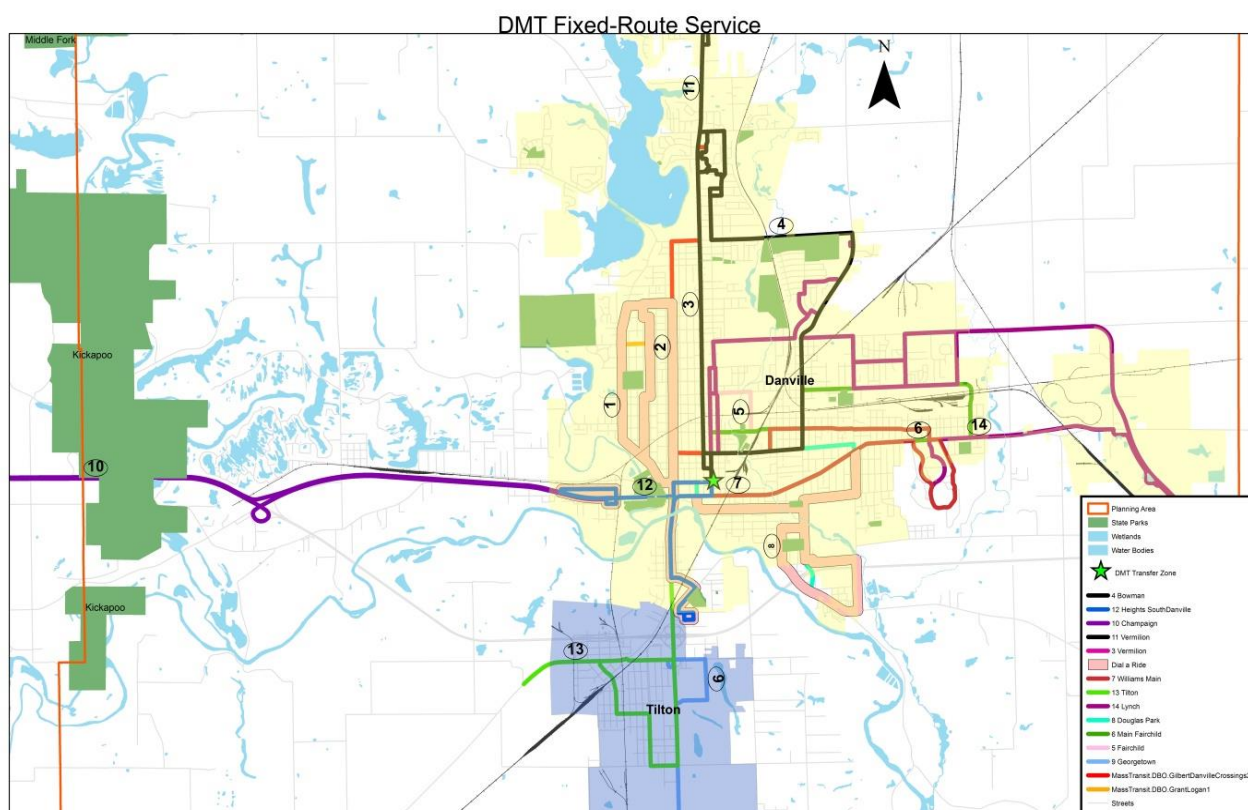 DMT Fixed-Route Service
Middle Fork
N
11
4
3
Kickapoo
2
Danville
1
5
6
14
10
12
7
8
Kickapoo
13
9
Tilton
Planning Area
State Parks
Wetlands
Water Bodies
DMT Transfer Zone
4 Bowman
12 Heights SouthDanville
10 Champaign
11 Vermilion
3 Vermilion
Dial a Ride
7 Williams Main
13 Tilton
14 Lynch
8 Douglas Park
6 Main Fairchild
5 Fairchild
9 Georgetown
MassTransit.DBO.GilbertDanvilleCrossings
MassTransit.DBO.GrantLogan1
Streets